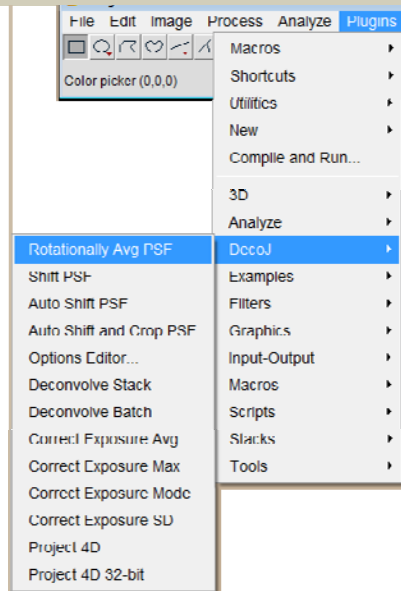 File Edit Image Process Analyze Plugins
Color picker (0,0,0)
Macros
Shortcuts
Utilities
New
Compile and Run...
3D
Analyze
DecoJ
Examples
Filters
Graphics
Input-Output
Macros
Scripts
Stacks
Tools
Rotationally Avg PSF
Shift PSF
Auto Shift PSF
Auto Shift and Crop PSF
Options Editor...
Deconvolve Stack
Deconvolve Batch
Correct Exposure Avg
Correct Exposure Max
Correct Exposure Mode
Correct Exposure SD
Project 4D
Project 4D 32-bit